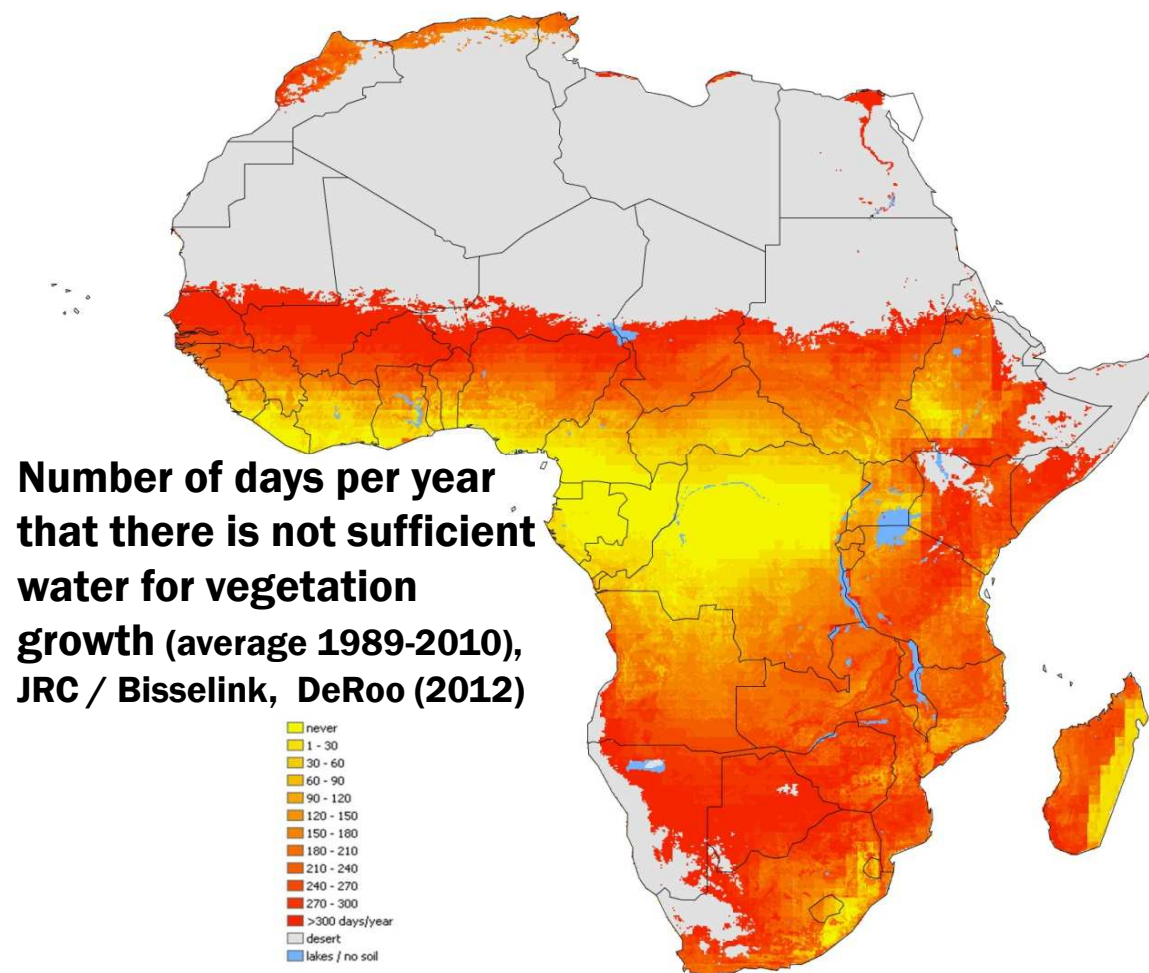 Number of days per year
that there is not sufficient
water for vegetation
growth (average 1989-2010),
JRC / Bisselink, DeRoo (2012)
never
1 - 30
30 - 60
60 - 90
90 - 120
120 - 150
150 - 180
180 - 210
210 - 240
240 - 270
270 - 300
>300 days/year
desert
lakes / no soil